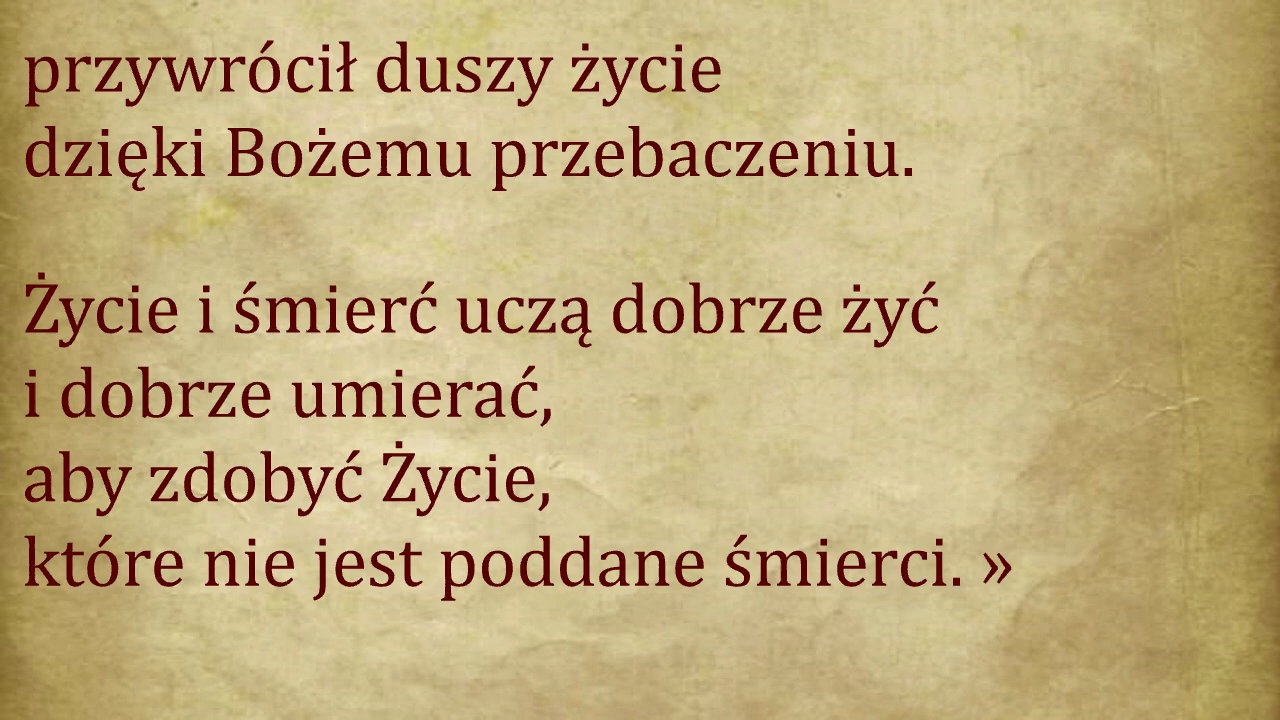 przywrócił duszy życie
dzięki Bożemu przebaczeniu.
Życie i śmierć uczą dobrze żyć
i dobrze umierać,
aby zdobyć Życie,
które nie jest poddane śmierci. »